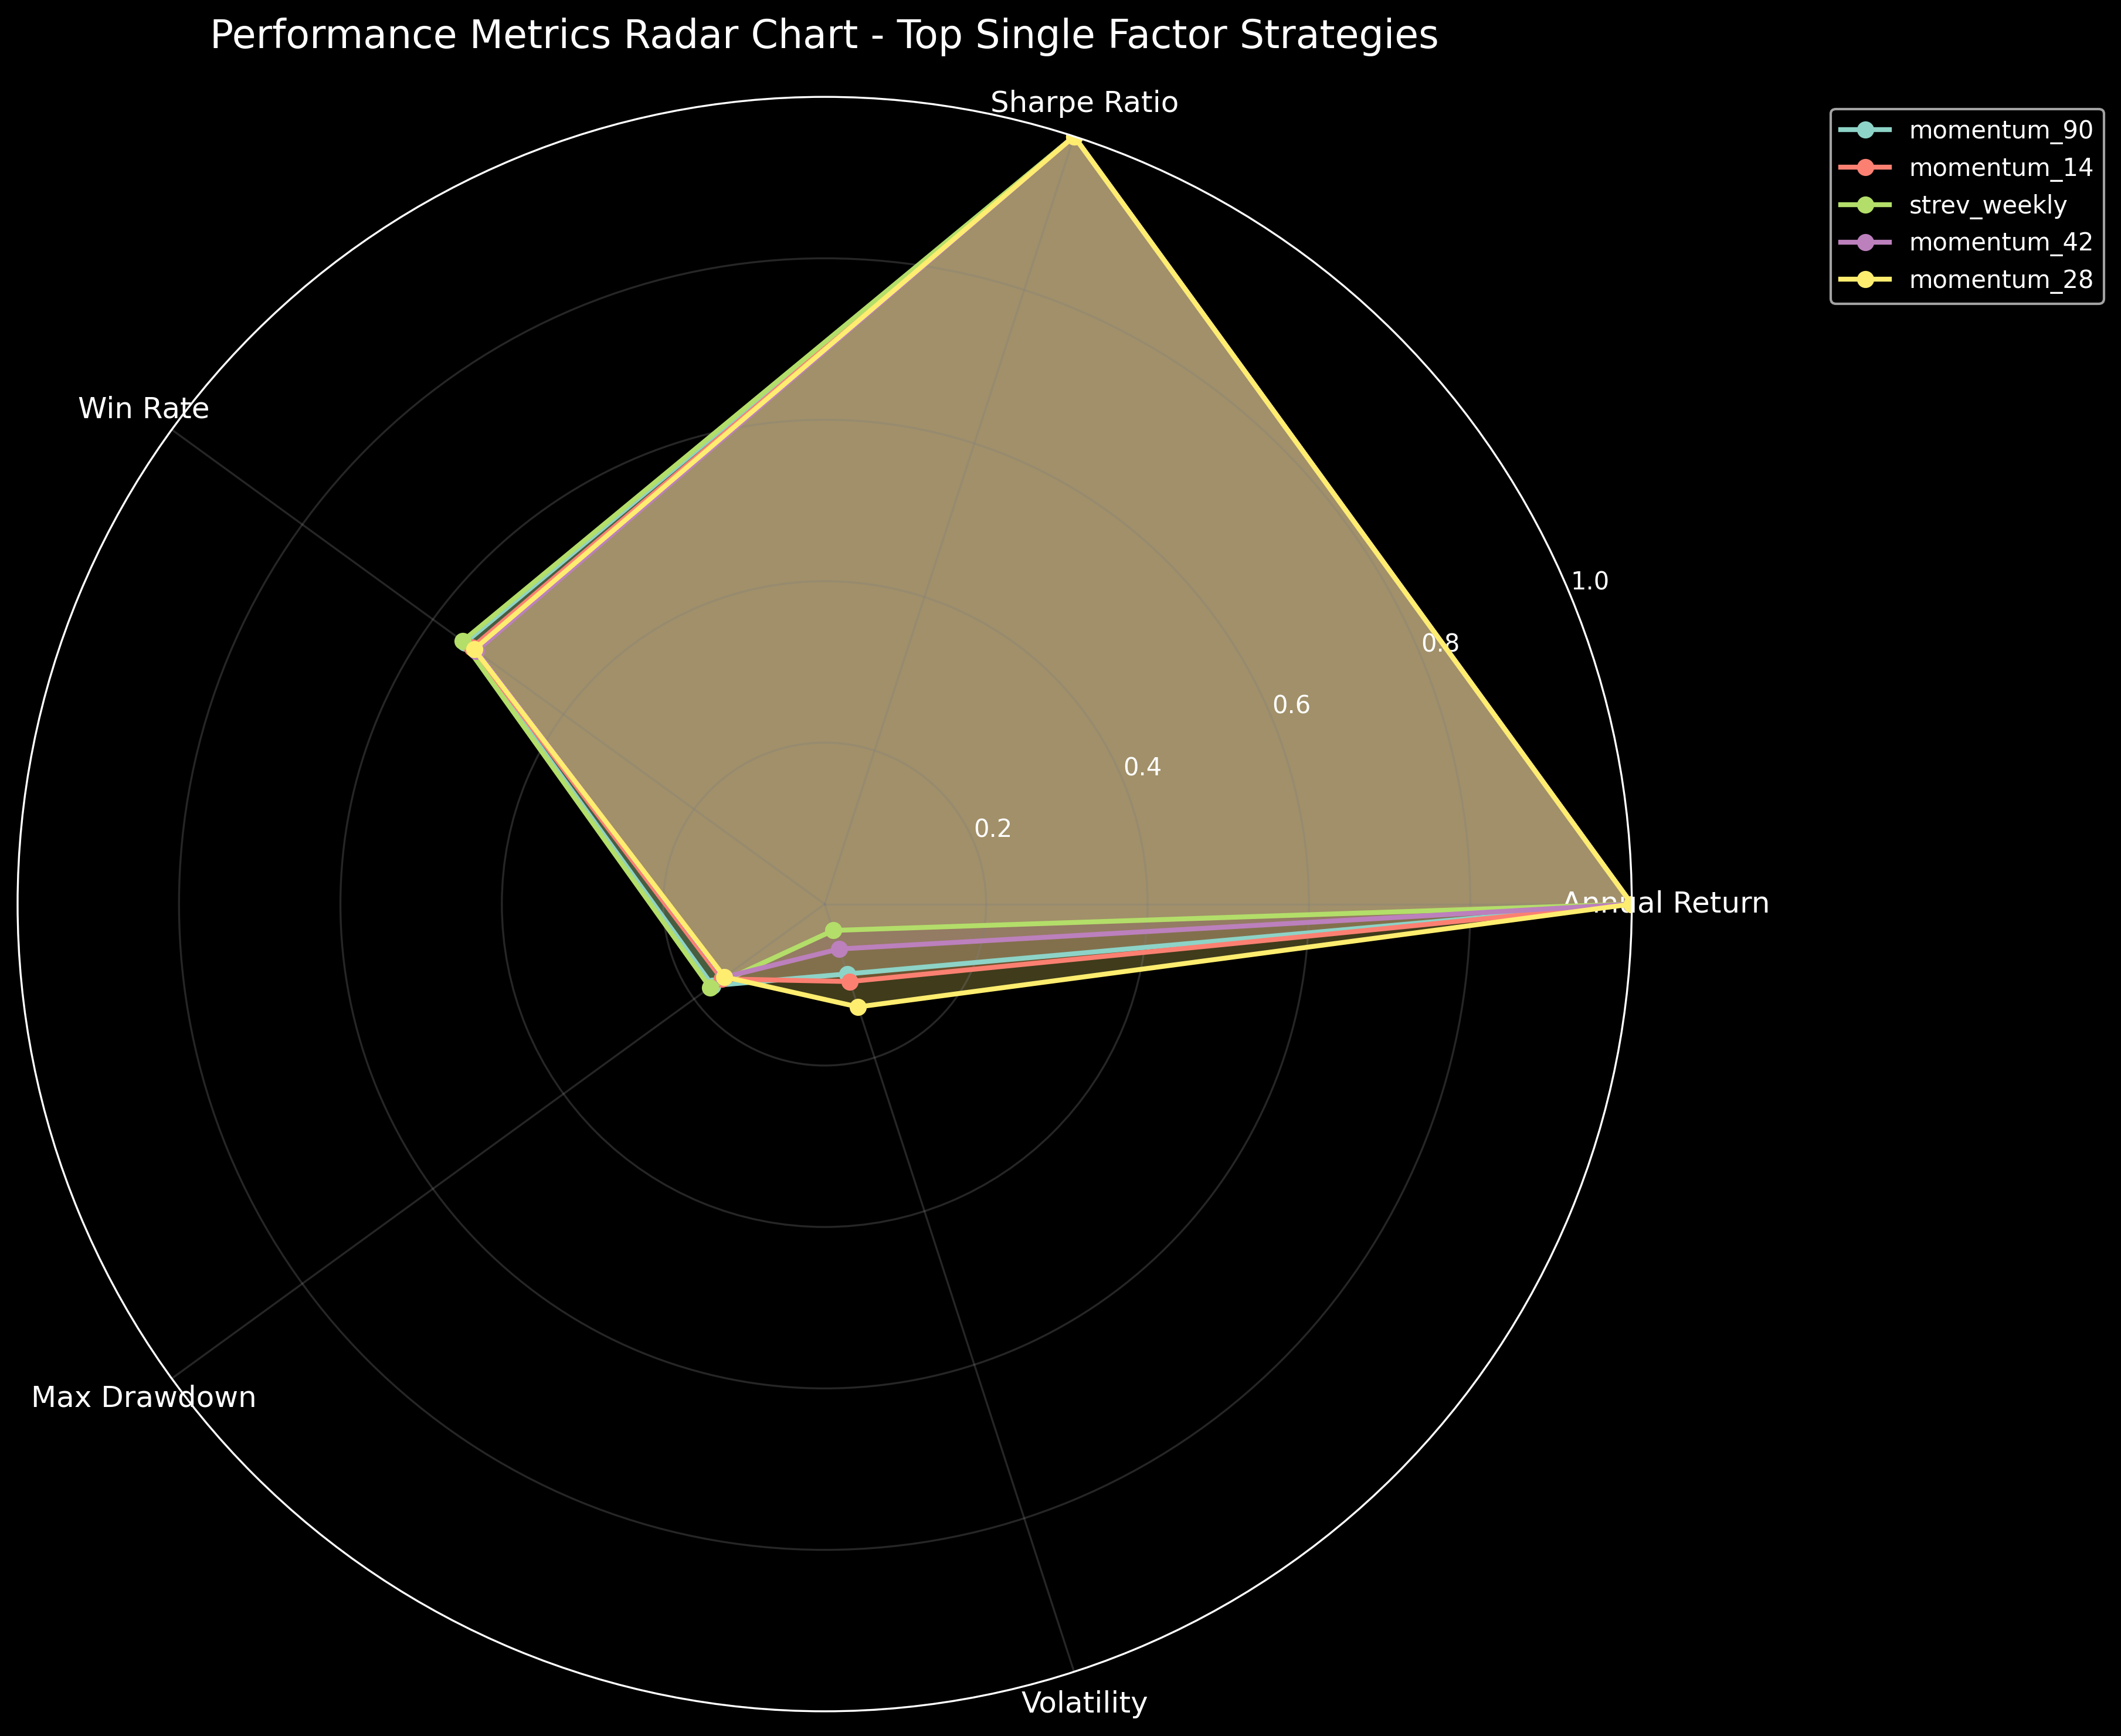 Performance Metrics Radar Chart - Top Single Factor Strategies
Sharpe Ratio
momentum_90
momentum_14
strev_weekly
momentum_42
momentum_28
Win Rate
1.0
0.8
0.6
0.4
0.2
Annual Return
Max Drawdown
Volatility